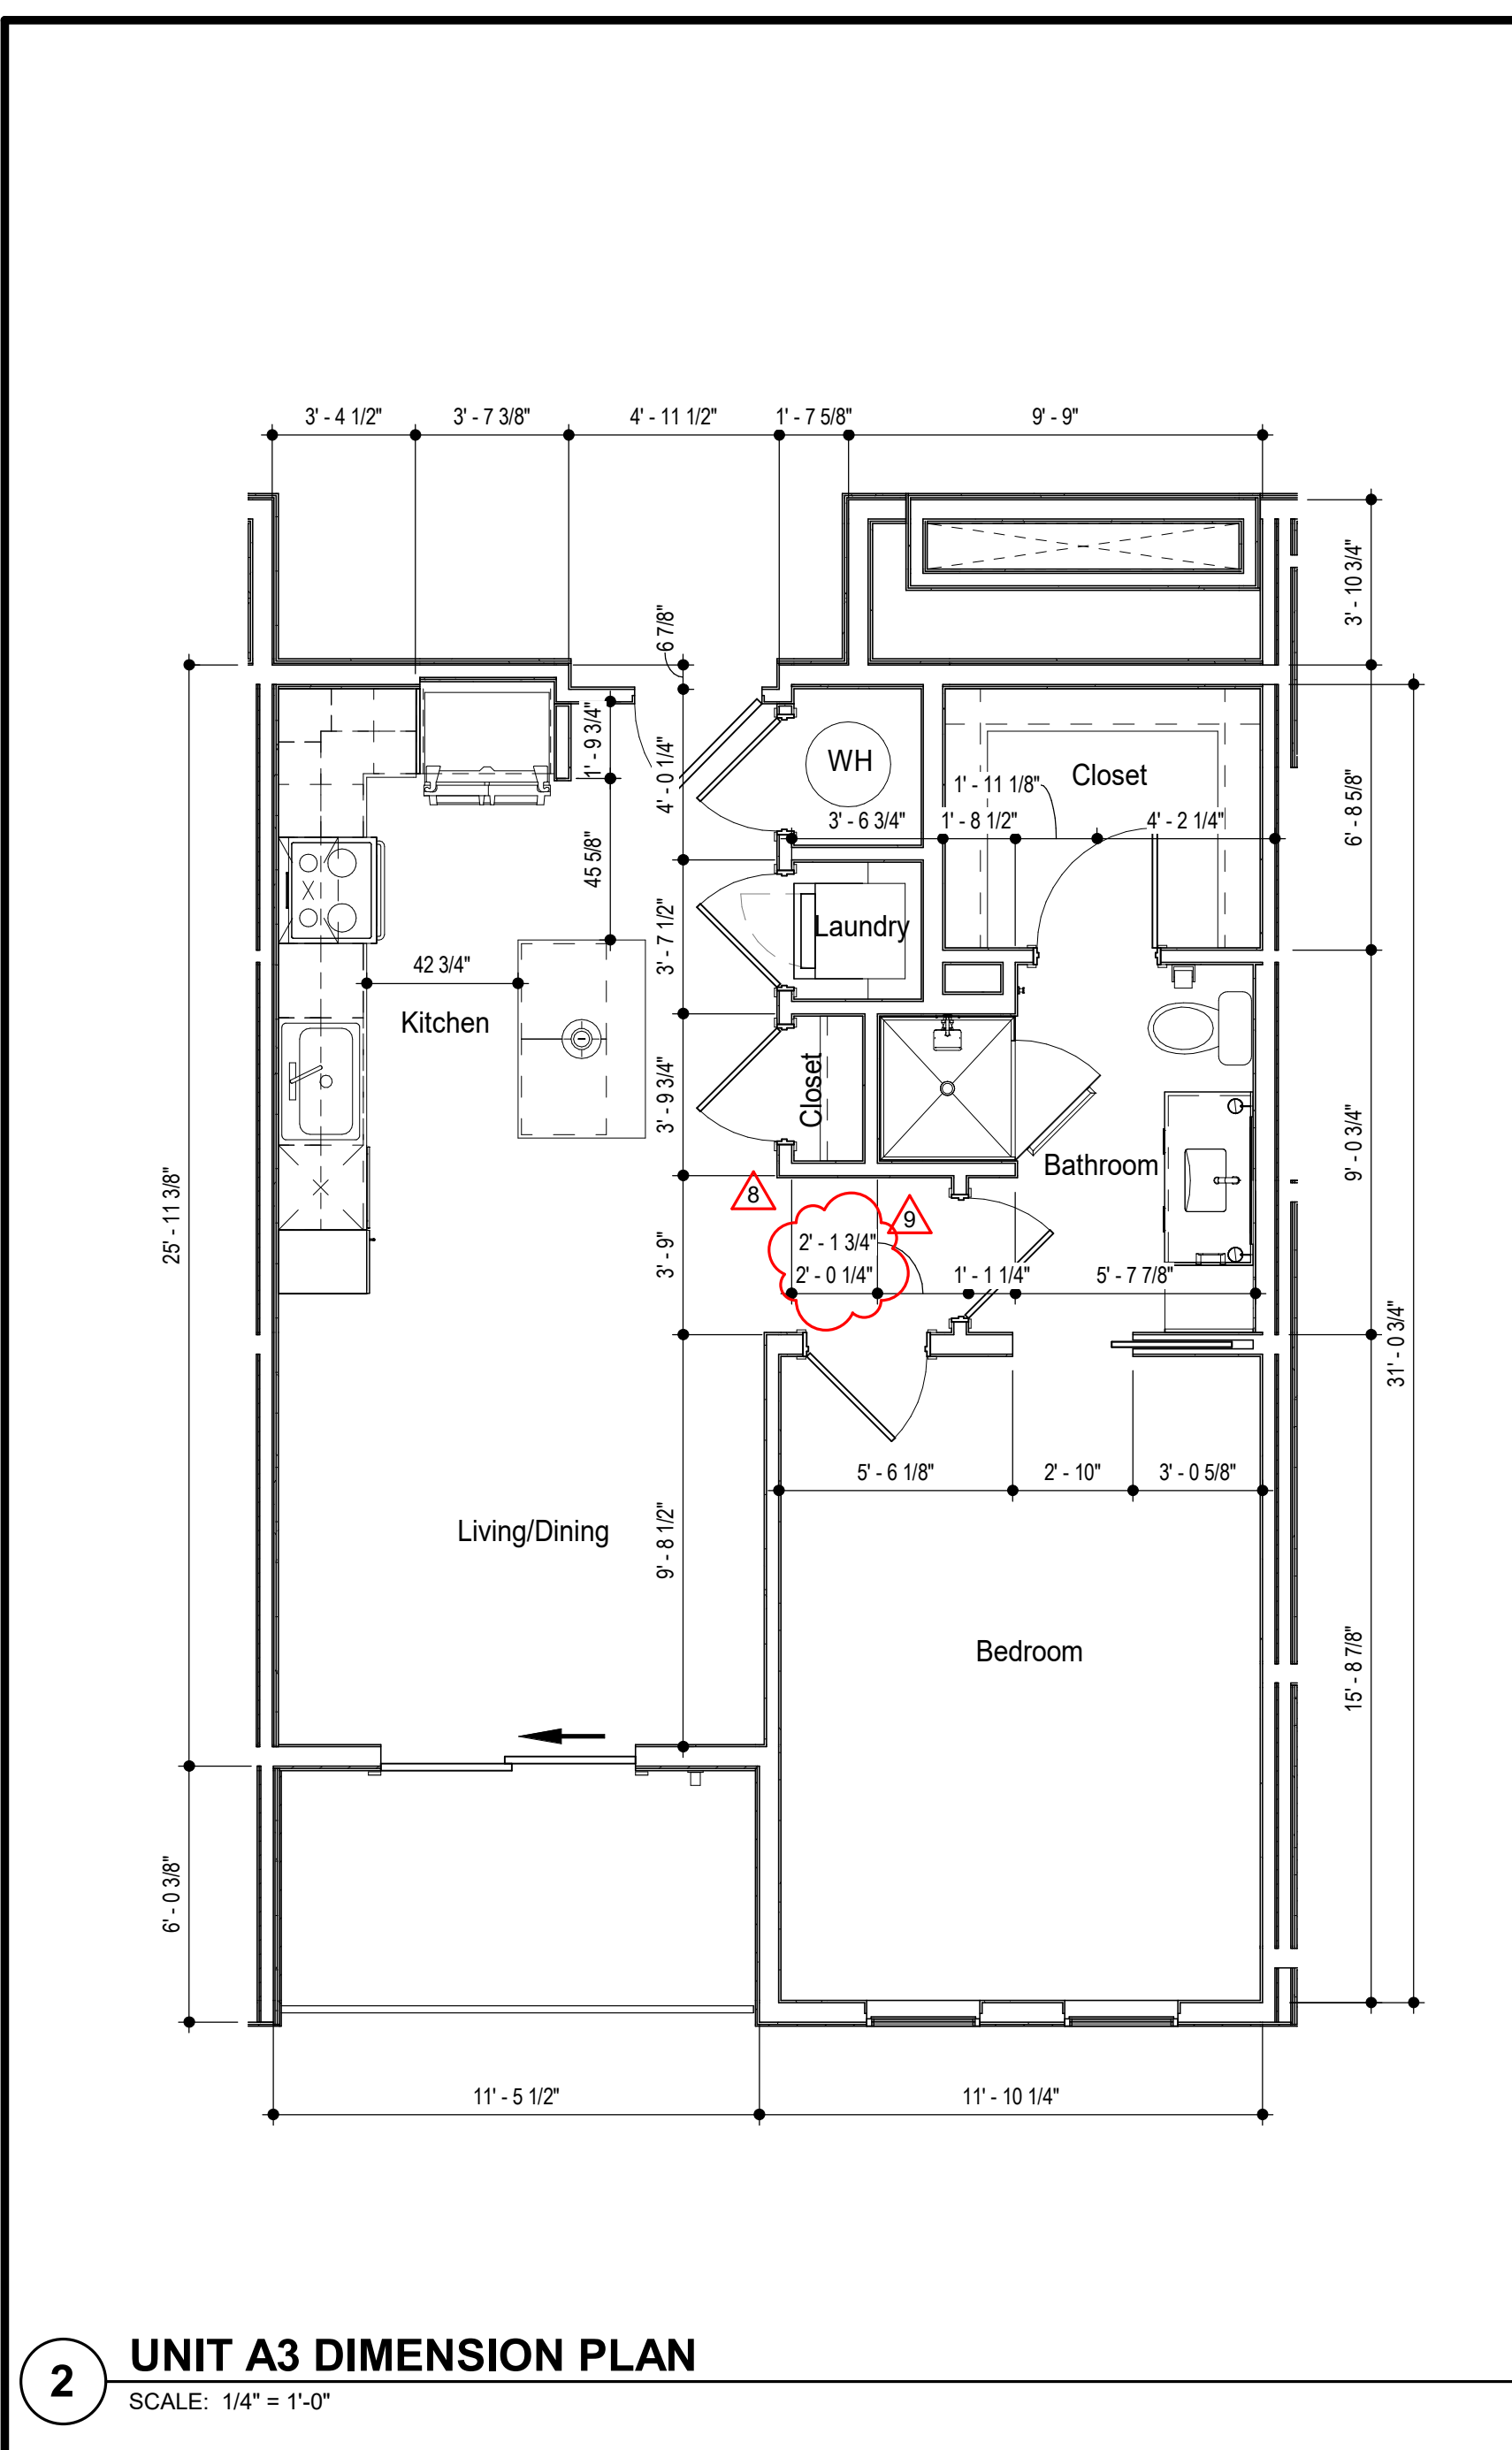 3' - 4 1/2"
3' - 7 3/8"
4' - 11 1/2"
1' - 7 5/8"
9' - 9"
3' - 10 3/4"
6 7/8"
1' - 9 3/4"
4' - 0 1/4"
WH
Closet
1' - 11 1/8"
3' - 6 3/4"
1' - 8 1/2"
4' - 2 1/4"
6' - 8 5/8"
45 5/8"
Laundry
3' - 7 1/2"
42 3/4"
Kitchen
Closet
3' - 9 3/4"
Bathroom
9' - 0 3/4"
25' - 11 3/8"
8
9
2' - 1 3/4"
3' - 9"
2' - 0 1/4"
1' - 1 1/4"
5' - 7 7/8"
31' - 0 3/4"
5' - 6 1/8"
2' - 10"
3' - 0 5/8"
Living/Dining
9' - 8 1/2"
Bedroom
15' - 8 7/8"
6' - 0 3/8"
11' - 5 1/2"
11' - 10 1/4"
2
UNIT A3 DIMENSION PLAN
SCALE: 1/4" = 1'-0"